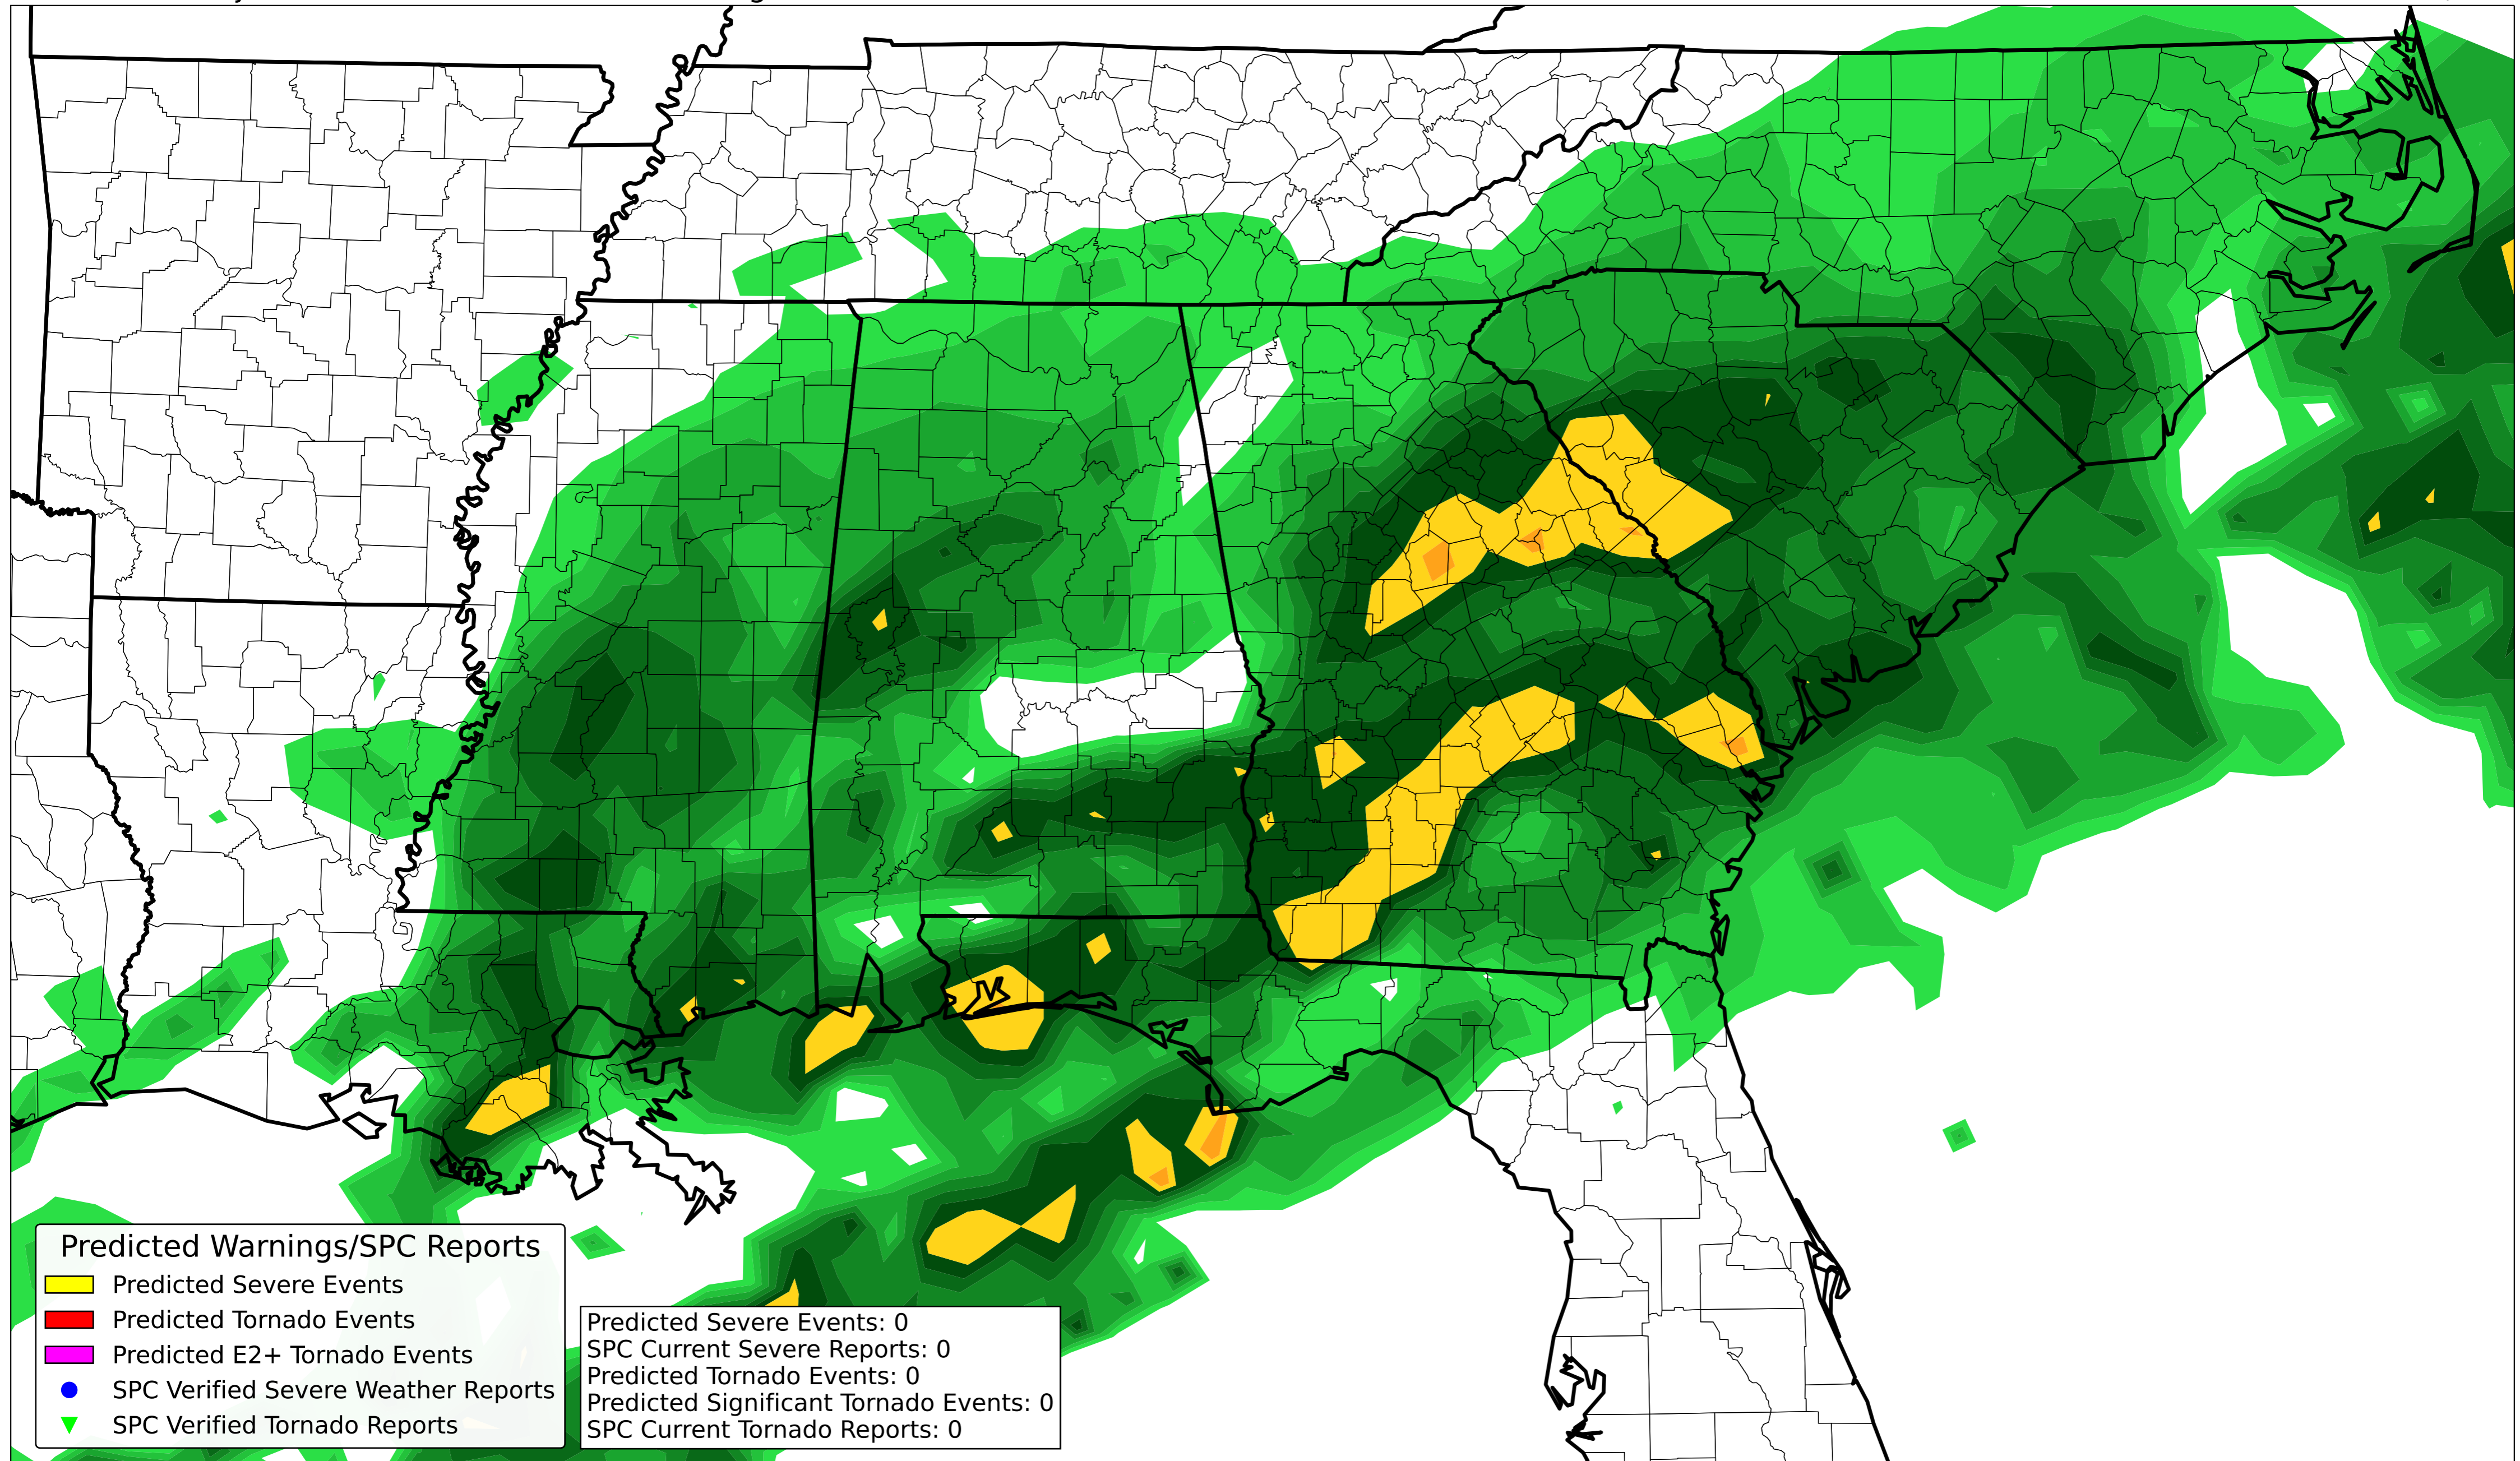 Predicted Warnings/SPC Reports
Predicted Severe Events
Predicted Tornado Events
Predicted E2+ Tornado Events
SPC Verified Severe Weather Reports
SPC Verified Tornado Reports
Predicted Severe Events: 0
SPC Current Severe Reports: 0
Predicted Tornado Events: 0
Predicted Significant Tornado Events: 0
SPC Current Tornado Reports: 0